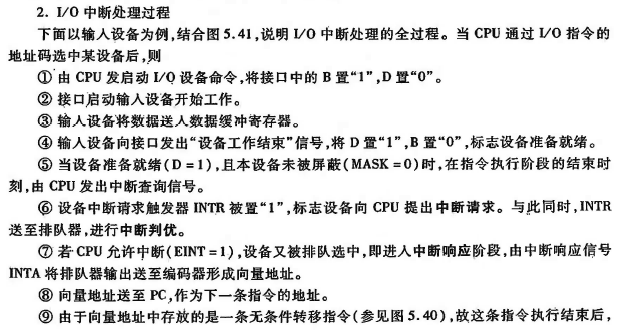 2. I/O 中断处理过程
下面以输入设备为例,结合图 5.41,说明 I/O 中断处理的全过程。当 CPU 通过 I/O 指令的
地址码选中某设备后,则
① 由 CPU 发启动 I/O 设备命令,将接口中的 B 置“1”,D 置“0”。
② 接口启动输入设备开始工作。
③ 输入设备将数据送入数据缓冲寄存器。
④ 输入设备向接口发出“设备工作结束”信号,将 D 置“1”,B 置“0”,标志设备准备就绪。
⑤ 当设备准备就绪(D = 1),且本设备未被屏蔽(MASK = 0)时,在指令执行阶段的结束时
刻,由 CPU 发出中断查询信号。
⑥ 设备中断请求触发器 INTR 被置“1”,标志设备向 CPU 提出中断请求。与此同时,INTR
送至排队器,进行中断判优。
⑦ 若 CPU 允许中断(EINT = 1),设备又被排队选中,即进入中断响应阶段,由中断响应信号
INTA 将排队器输出送至编码器形成向量地址。
⑧ 向量地址送至 PC,作为下一条指令的地址。
⑨ 由于向量地址中存放的是一条无条件转移指令(参见图 5.40),故这条指令执行结束后,